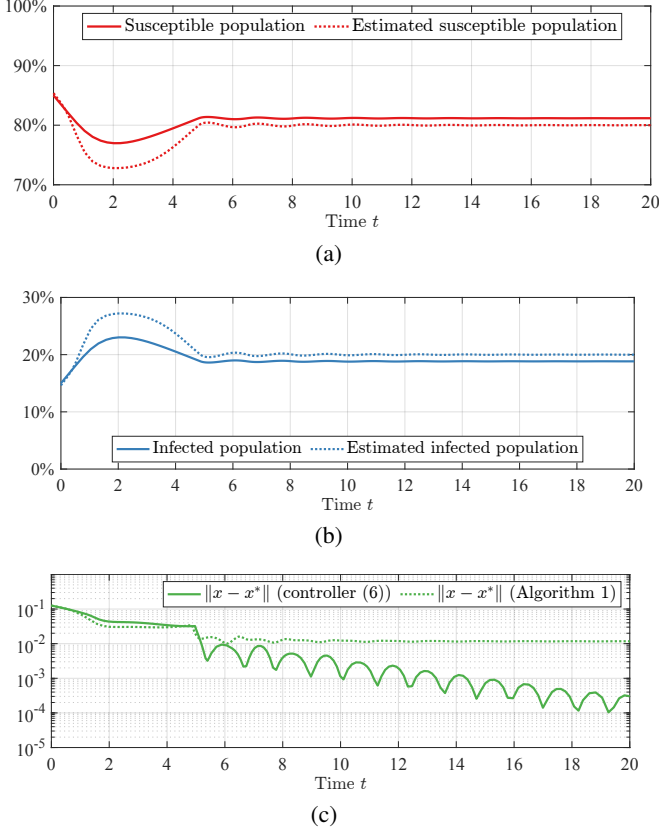 100%
Susceptible population Estimated susceptible population
90%
80%
70%
0 2 4 6 8 10 12 14 16 18 20
Time t
(a)
30%
20%
10%
Infected population Estimated infected population
0%
0 2 4 6 8 10 12 14 16 18 20
Time t
(b)
‖x − x*‖ (controller (6)) ‖x − x*‖ (Algorithm 1)
10^-1
10^-2
10^-3
10^-4
10^-5
0 2 4 6 8 10 12 14 16 18 20
Time t
(c)